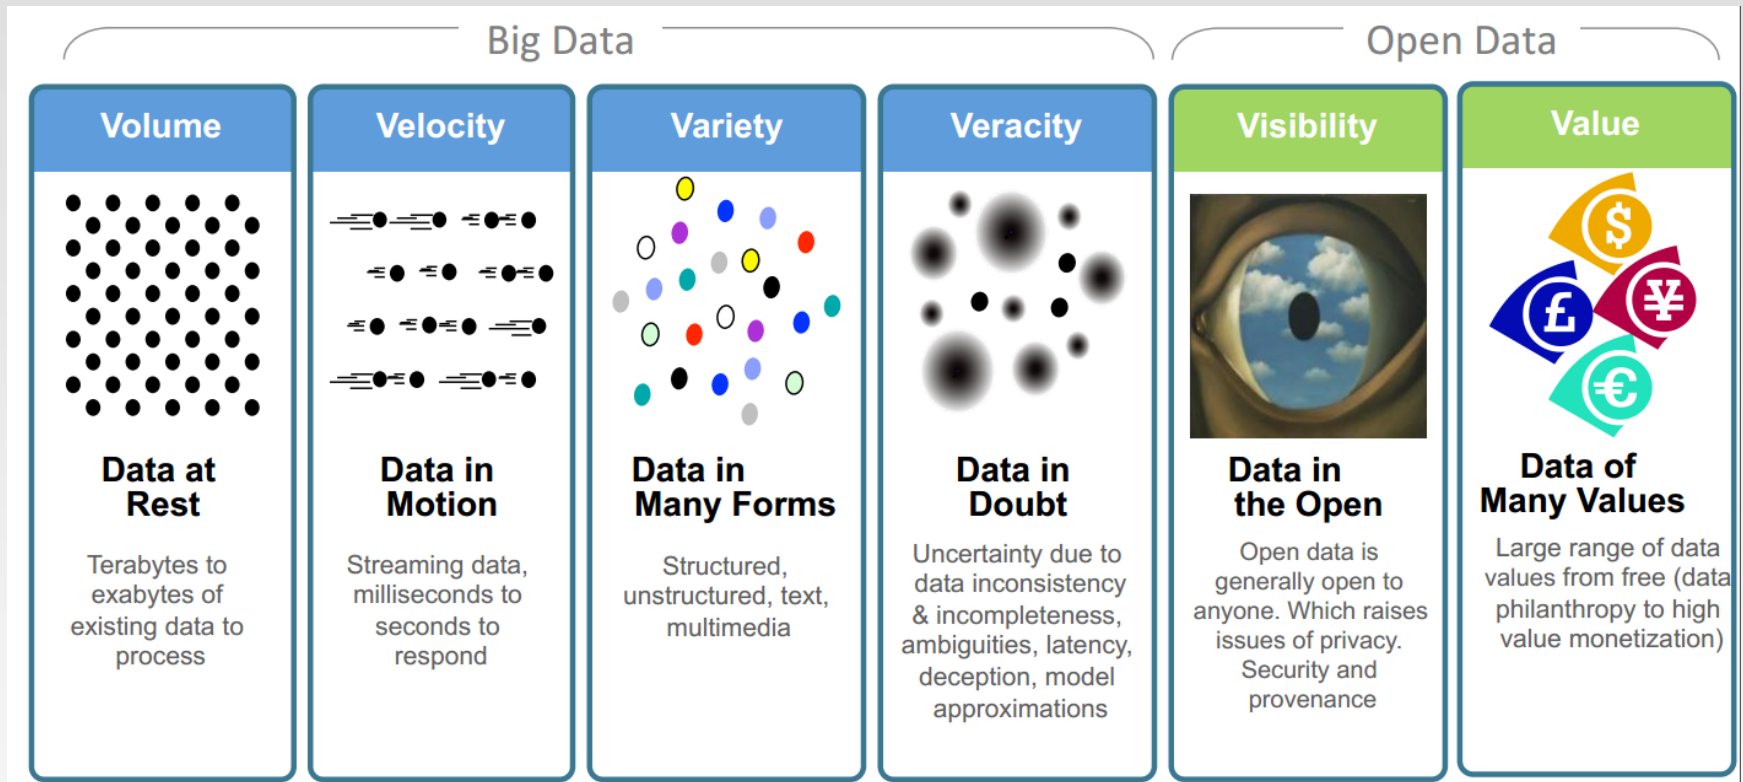 Big Data
Open Data
Volume
Data at
Rest
Terabytes to
exabytes of
existing data to
process
Velocity
Data in
Motion
Streaming data,
milliseconds to
seconds to
respond
Variety
Data in
Many Forms
Structured,
unstructured, text,
multimedia
Veracity
Data in
Doubt
Uncertainty due to
data inconsistency
& incompleteness,
ambiguities, latency,
deception, model
approximations
Visibility
Data in
the Open
Open data is
generally open to
anyone. Which raises
issues of privacy.
Security and
provenance
Value
$
£
¥
€
Data of
Many Values
Large range of data
values from free (data
philanthropy to high
value monetization)